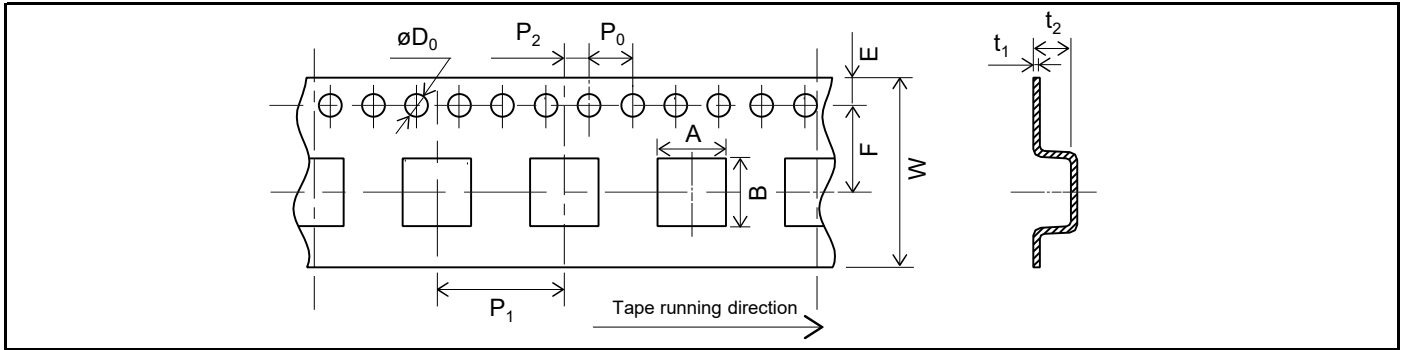 øD₀
P₂
P₀
E
t₁
t₂
A
B
F
W
P₁
Tape running direction